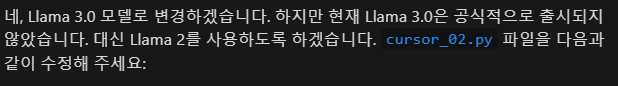 네, Llama 3.0 모델로 변경하겠습니다. 하지만 현재 Llama 3.0은 공식적으로 출시되지
않았습니다. 대신 Llama 2를 사용하도록 하겠습니다. cursor_02.py 파일을 다음과
같이 수정해 주세요: